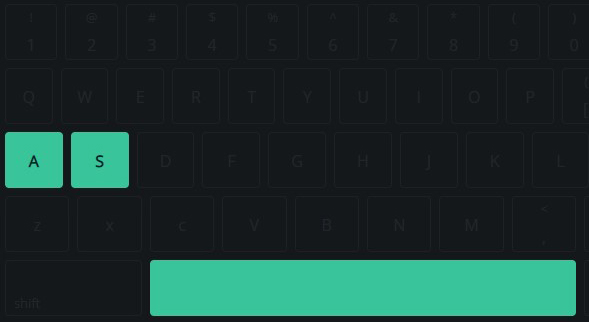 ! @ # $ % ^ & * ( )
1 2 3 4 5 6 7 8 9 0
Q W E R T Y U I O P [
A S D F G H J K L
z x c V B N M < ,
shift